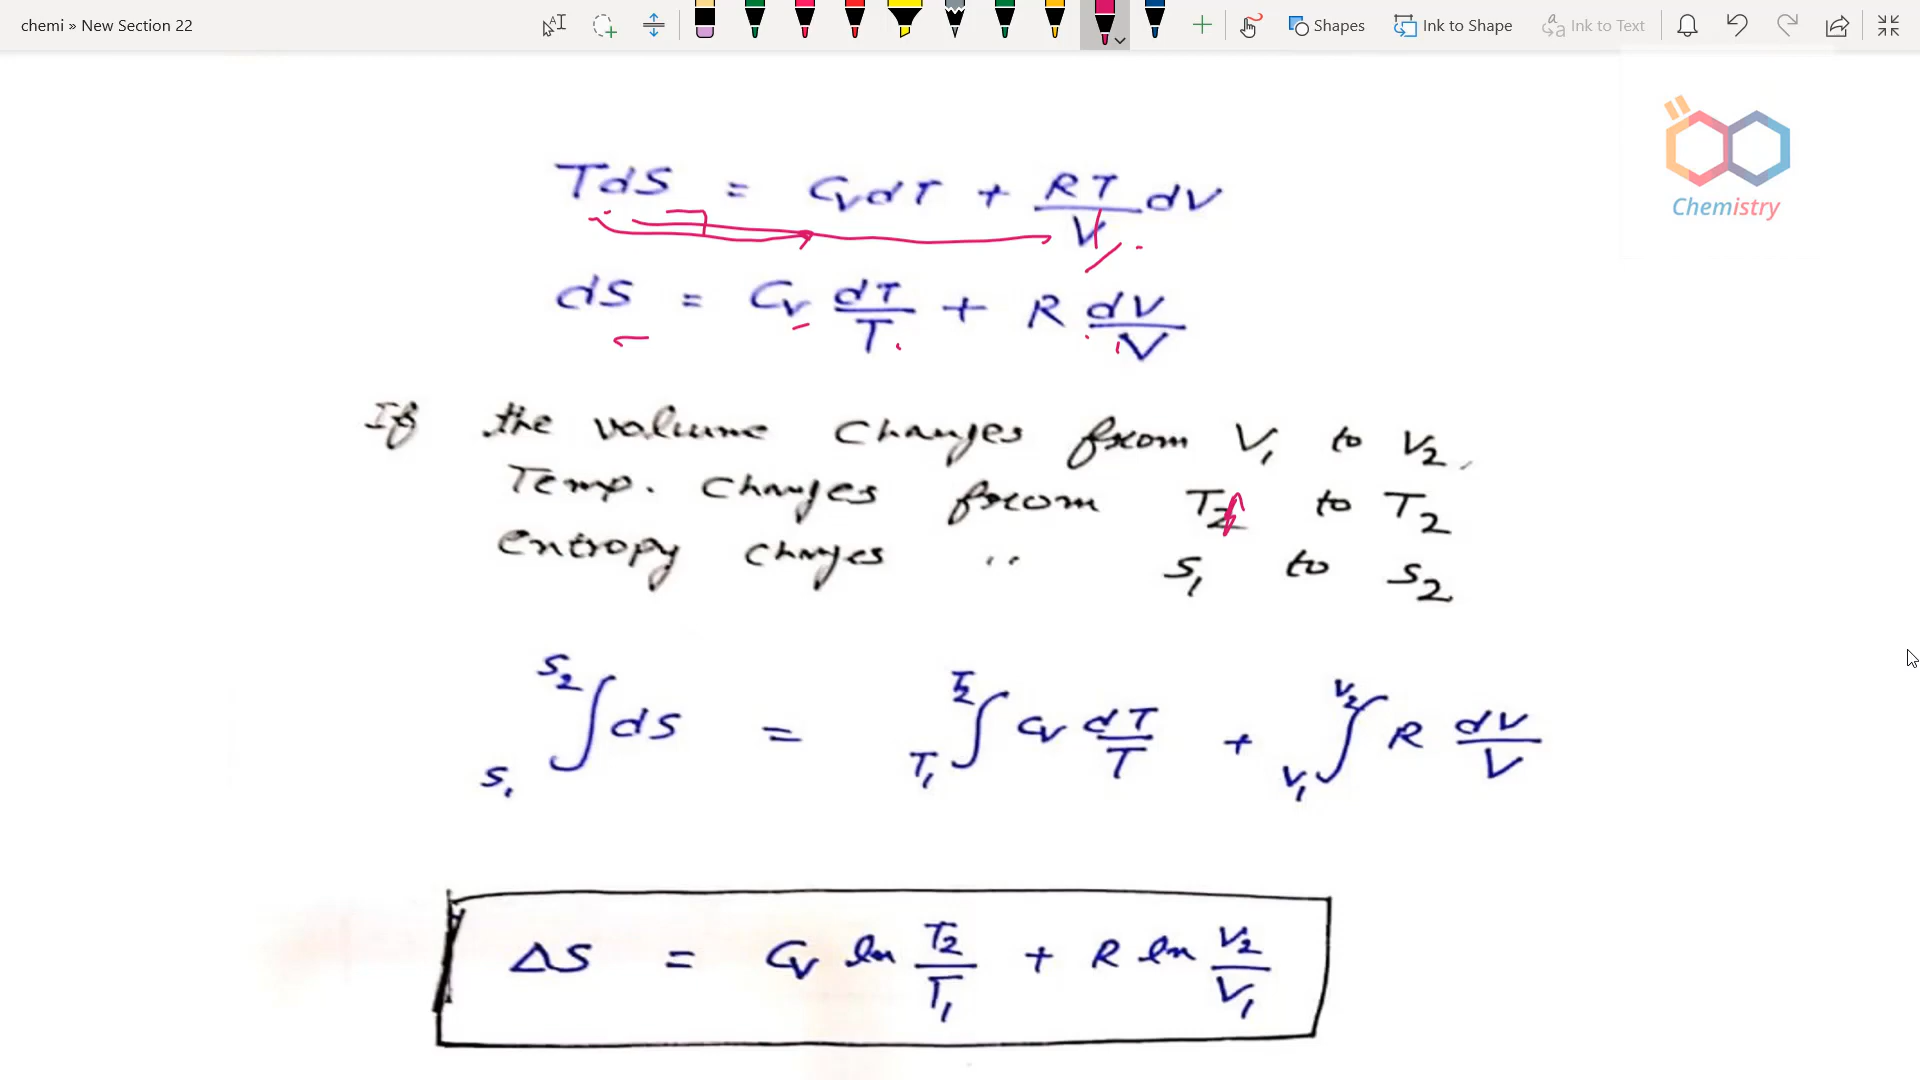 chemi » New Section 22
Shapes Ink to Shape Ink to Text
Chemistry
TdS = CvdT + RT/V dV
dS = Cv dT/T + R dV/V
If the volume changes from V₁ to V₂,
Temp. changes from T₂ to T₂
entropy changes ,, S₁ to S₂
S₁∫S₂ dS = T₁∫T₂ Cv dT/T + V₁∫V₂ R dV/V
ΔS = Cv ln T₂/T₁ + R ln V₂/V₁